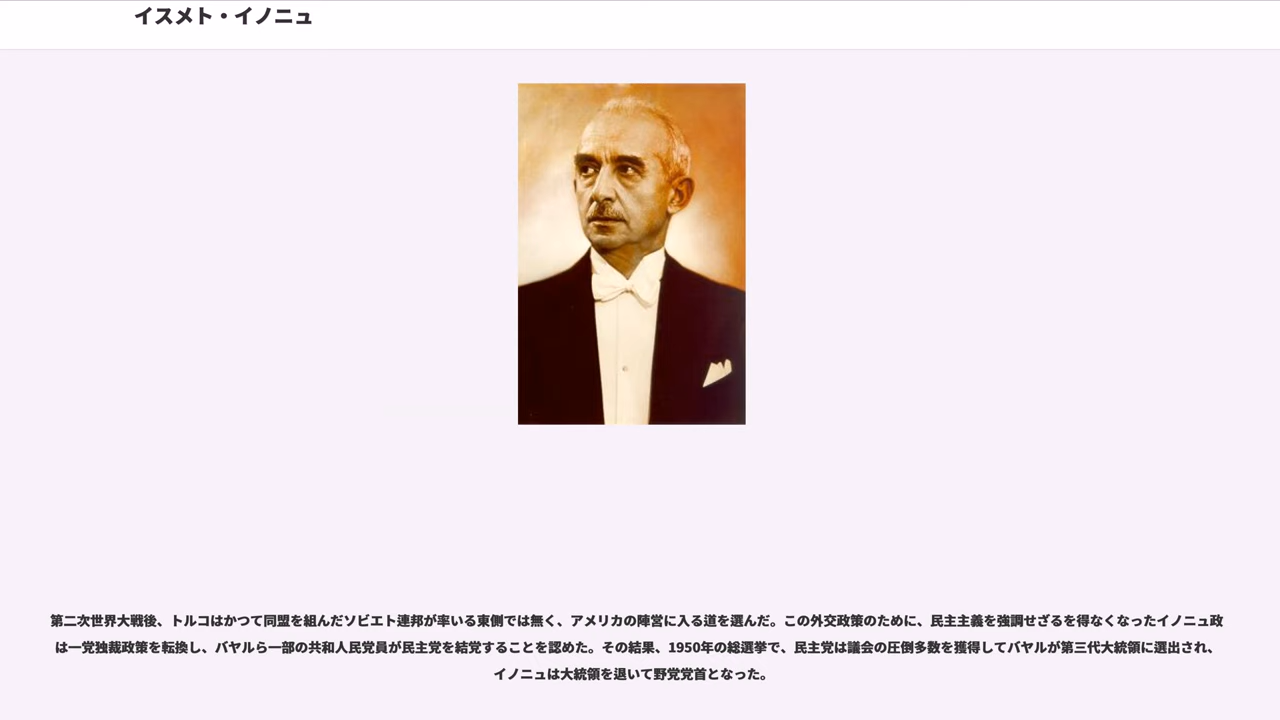 イスメト・イノニュ
第二次世界大戦後、トルコはかつて同盟を組んだソビエト連邦が率いる東側では無く、アメリカの陣営に入る道を選んだ。この外交政策のために、民主主義を強調せざるを得なくなったイノニュ政
は一党独裁政策を転換し、バヤルら一部の共和人民党員が民主党を結党することを認めた。その結果、1950年の総選挙で、民主党は議会の圧倒多数を獲得してバヤルが第三代大統領に選出され、
イノニュは大統領を退いて野党党首となった。